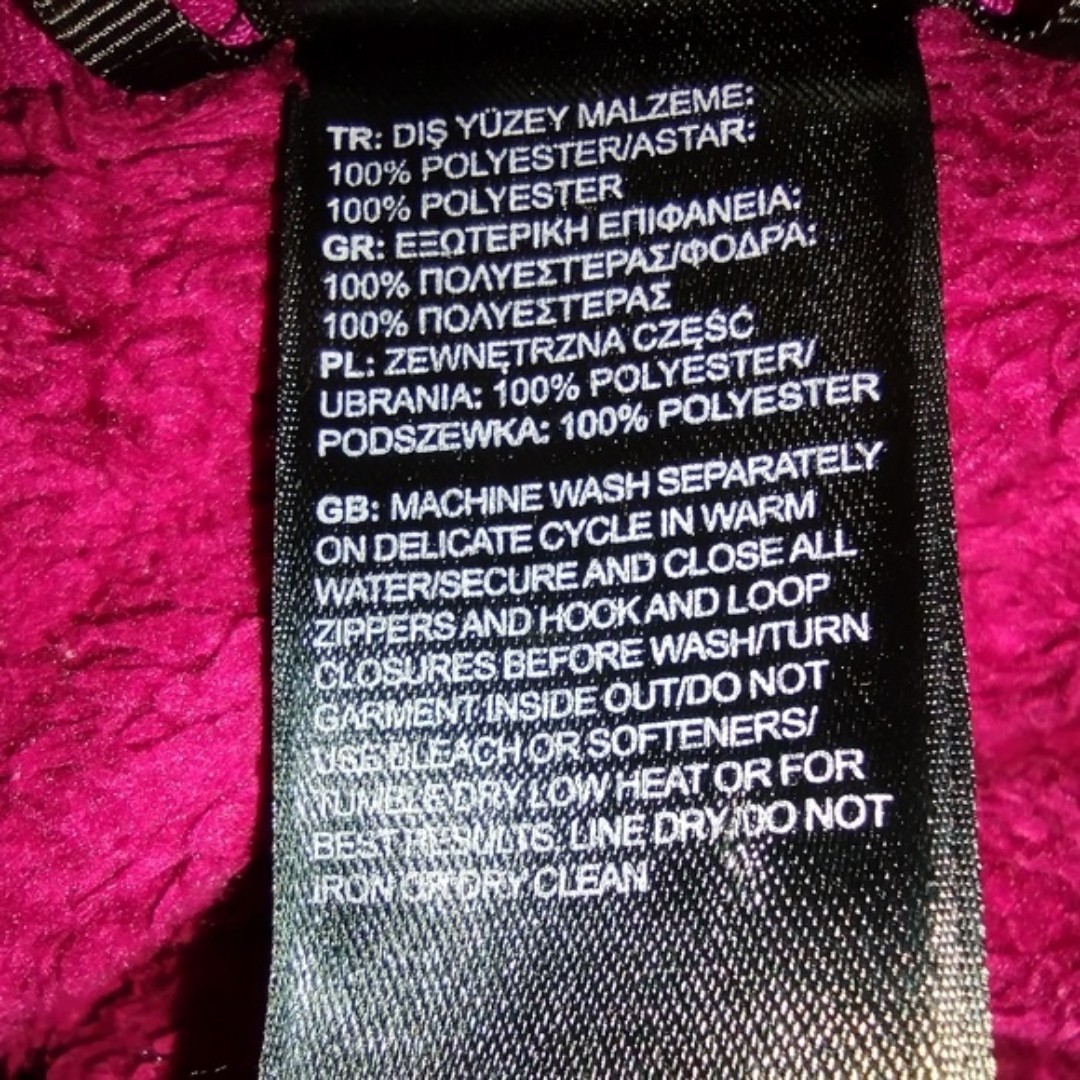 TR: DIŞ YÜZEY MALZEME:
100% POLYESTER/ASTAR:
100% POLYESTER
GR: ΕΞΩΤΕΡΙΚΗ ΕΠΙΦΑΝΕΙΑ:
100% ΠΟΛΥΕΣΤΕΡΑΣ/ΦΟΔΡΑ:
100% ΠΟΛΥΕΣΤΕΡΑΣ
PL: ZEWNĘTRZNA CZĘŚĆ
UBRANIA: 100% POLYESTER/
PODSZEWKA: 100% POLYESTER
GB: MACHINE WASH SEPARATELY
ON DELICATE CYCLE IN WARM
WATER/SECURE AND CLOSE ALL
ZIPPERS AND HOOK AND LOOP
CLOSURES BEFORE WASH/TURN
GARMENT INSIDE OUT/DO NOT
USE BLEACH OR SOFTENERS/
TUMBLE DRY LOW HEAT OR FOR
BEST RESULTS, LINE DRY/DO NOT
IRON OR DRY CLEAN